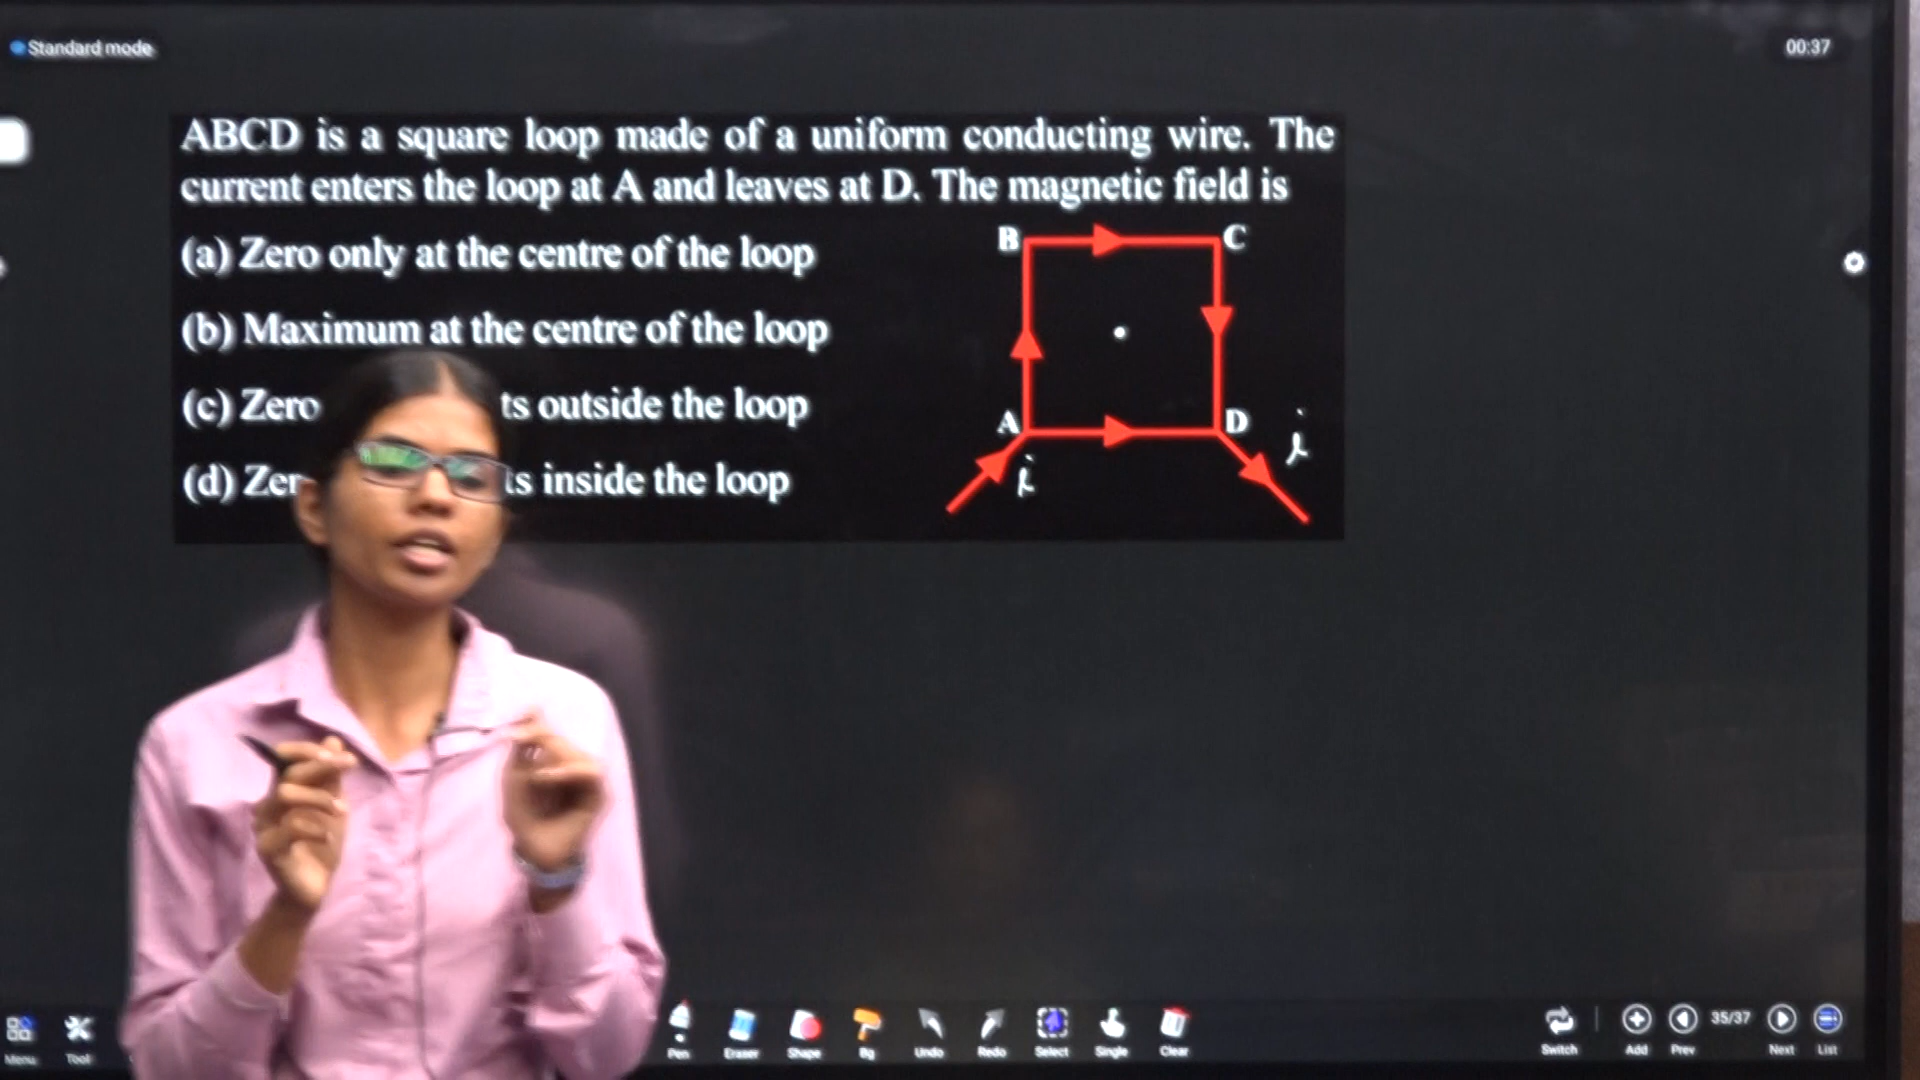 Standard mode
00:37
ABCD is a square loop made of a uniform conducting wire. The
current enters the loop at A and leaves at D. The magnetic field is
(a) Zero only at the centre of the loop
(b) Maximum at the centre of the loop
(c) Zero outside the loop
(d) inside the loop
B
C
A
D
i
i
Menu
Tool
Pen
Eraser
Shape
Bg
Undo
Redo
Select
Single
Clear
Switch
Add
Prev
35/37
Next
List